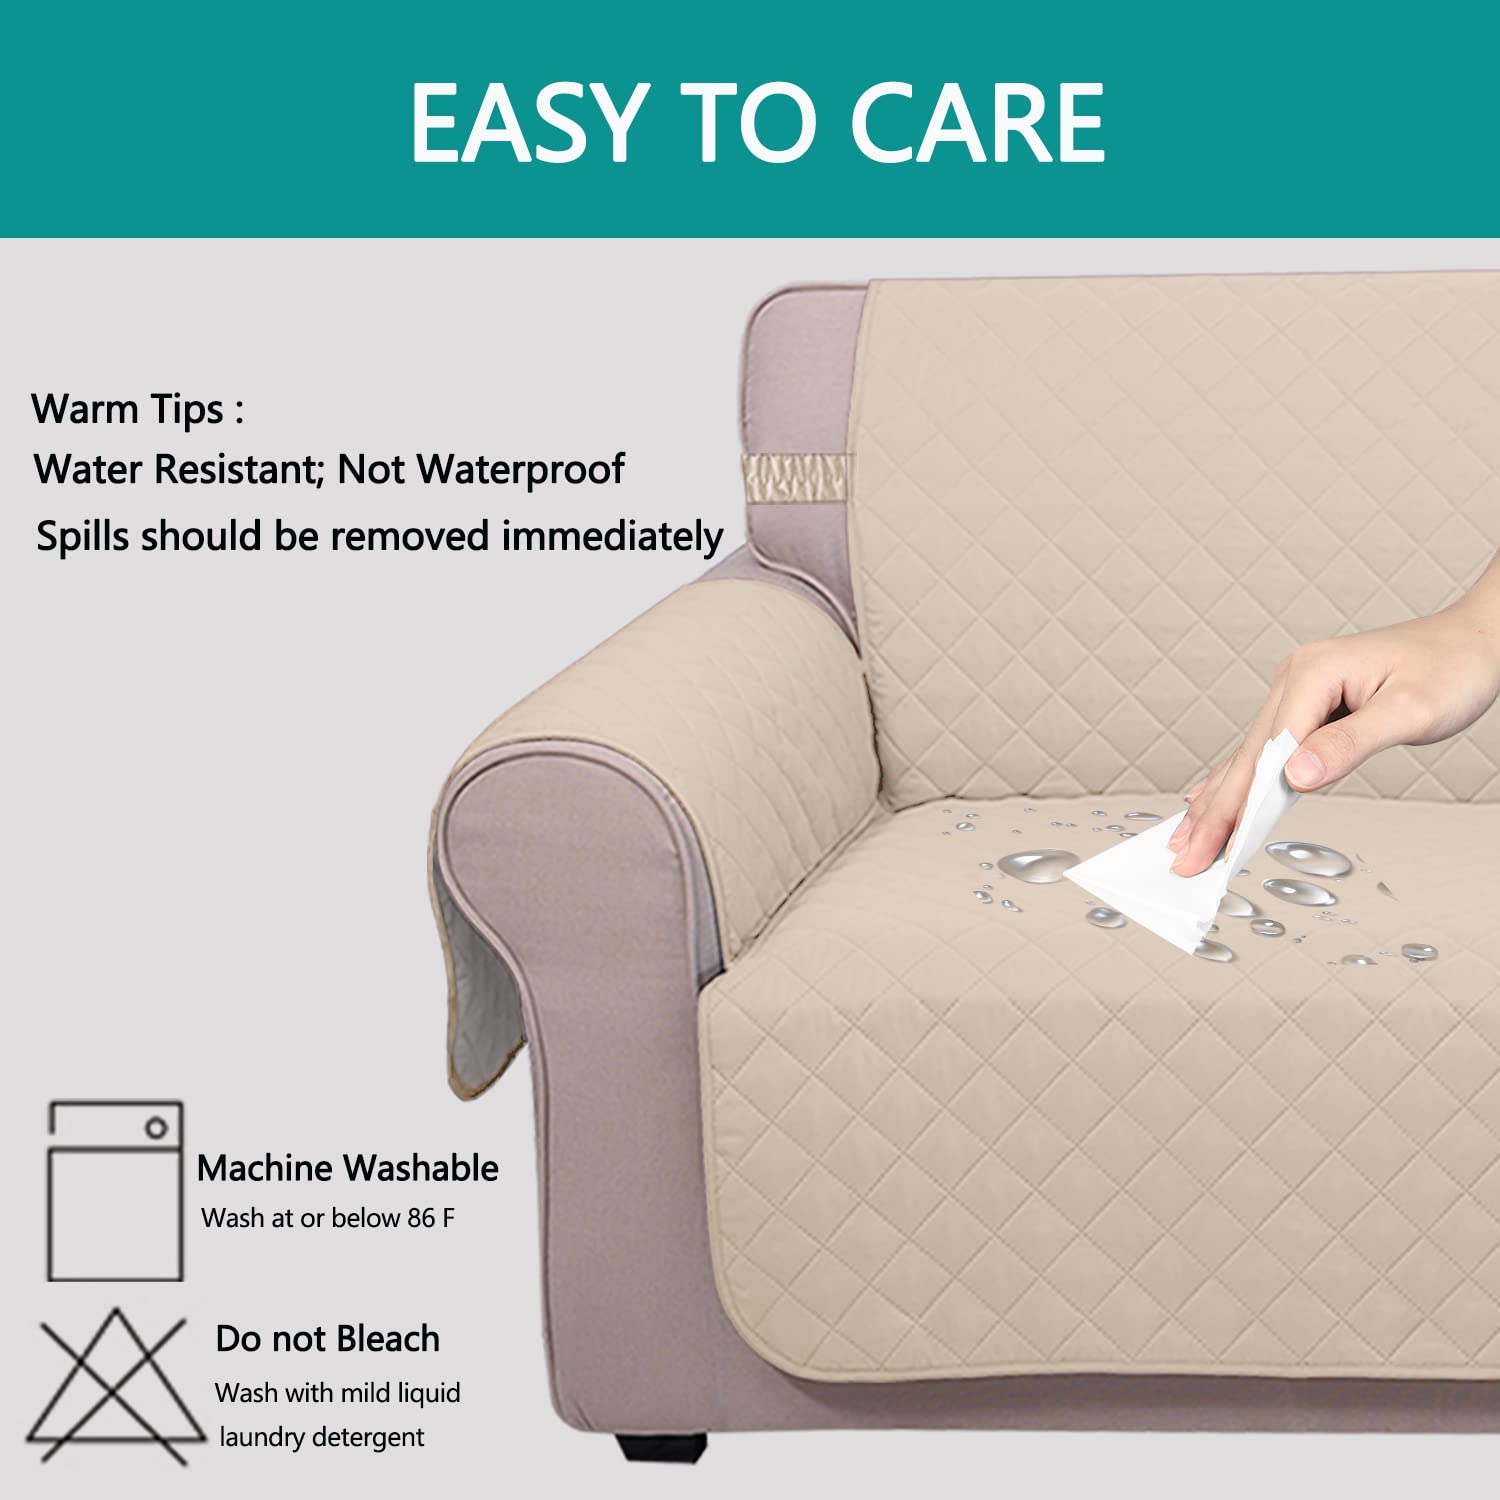 EASY TO CARE
Warm Tips :
Water Resistant; Not Waterproof
Spills should be removed immediately
Machine Washable
Wash at or below 86 F
Do not Bleach
Wash with mild liquid
laundry detergent